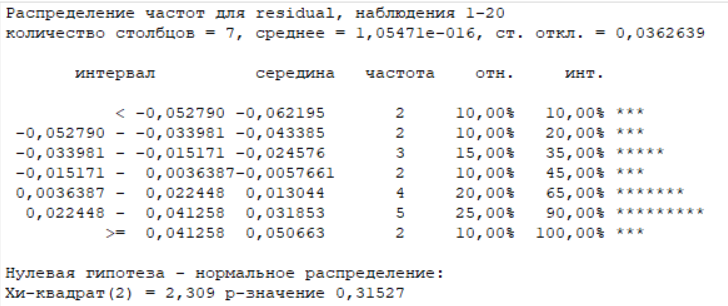 Распределение частот для residual, наблюдения 1-20
количество столбцов = 7, среднее = 1,05471e-016, ст. откл. = 0,0362639
интервал середина частота отн. инт.
< -0,052790 -0,062195 2 10,00% 10,00% ***
-0,052790 - -0,033981 -0,043385 2 10,00% 20,00% ***
-0,033981 - -0,015171 -0,024576 3 15,00% 35,00% *****
-0,015171 - 0,0036387-0,0057661 2 10,00% 45,00% ***
0,0036387 - 0,022448 0,013044 4 20,00% 65,00% *******
0,022448 - 0,041258 0,031853 5 25,00% 90,00% *********
>= 0,041258 0,050663 2 10,00% 100,00% ***
Нулевая гипотеза - нормальное распределение:
Хи-квадрат(2) = 2,309 p-значение 0,31527